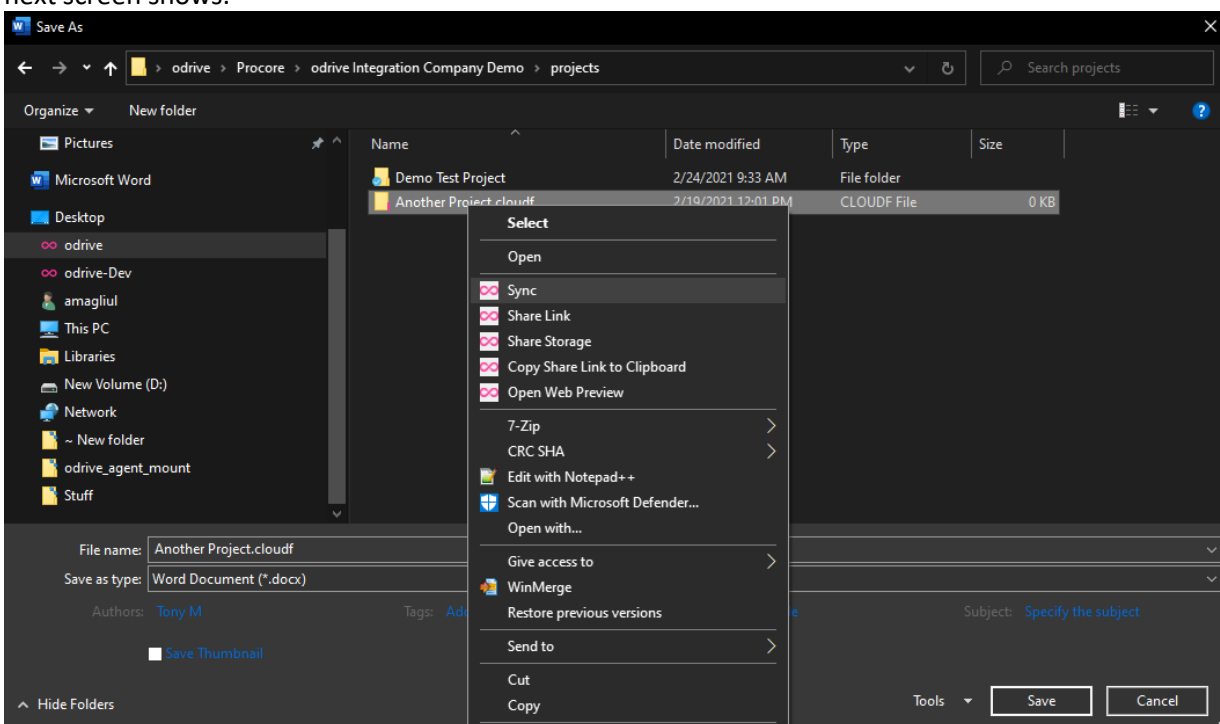 next screen shows:
Save As
odrive > Procore > odrive Integration Company Demo > projects
Search projects
Organize New folder
Pictures
Microsoft Word
Desktop
odrive
odrive-Dev
amagliul
This PC
Libraries
New Volume (D:)
Network
~ New folder
odrive_agent_mount
Stuff
Name Date modified Type Size
Demo Test Project 2/24/2021 9:33 AM File folder
Another Project.cloudf 2/19/2021 12:01 PM CLOUDF File 0 KB
Select
Open
Sync
Share Link
Share Storage
Copy Share Link to Clipboard
Open Web Preview
7-Zip
CRC SHA
Edit with Notepad++
Scan with Microsoft Defender...
Open with...
Give access to
WinMerge
Restore previous versions
Send to
Cut
Copy
File name: Another Project.cloudf
Save as type: Word Document (*.docx)
Authors: Tony M Tags: Subject: Specify the subject
Save Thumbnail
Hide Folders Tools Save Cancel